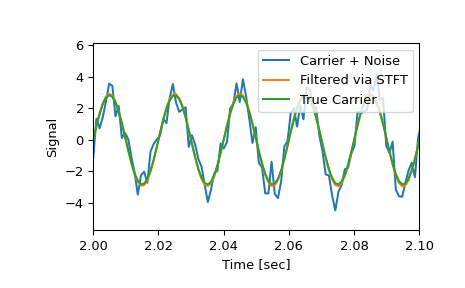 6
4
2
0
−2
−4
Signal
Carrier + Noise
Filtered via STFT
True Carrier
2.00 2.02 2.04 2.06 2.08 2.10
Time [sec]